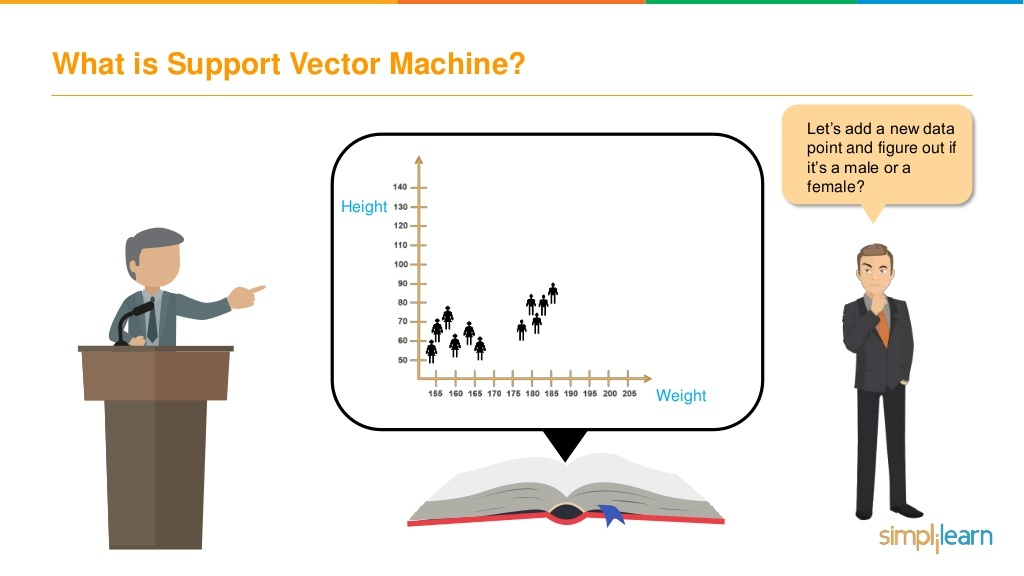 What is Support Vector Machine?
Let's add a new data
point and figure out if
it's a male or a
female?
Height
140
130
120
110
100
90
80
70
60
50
155 160 165 170 175 180 185 190 195 200 205
Weight
simplilearn